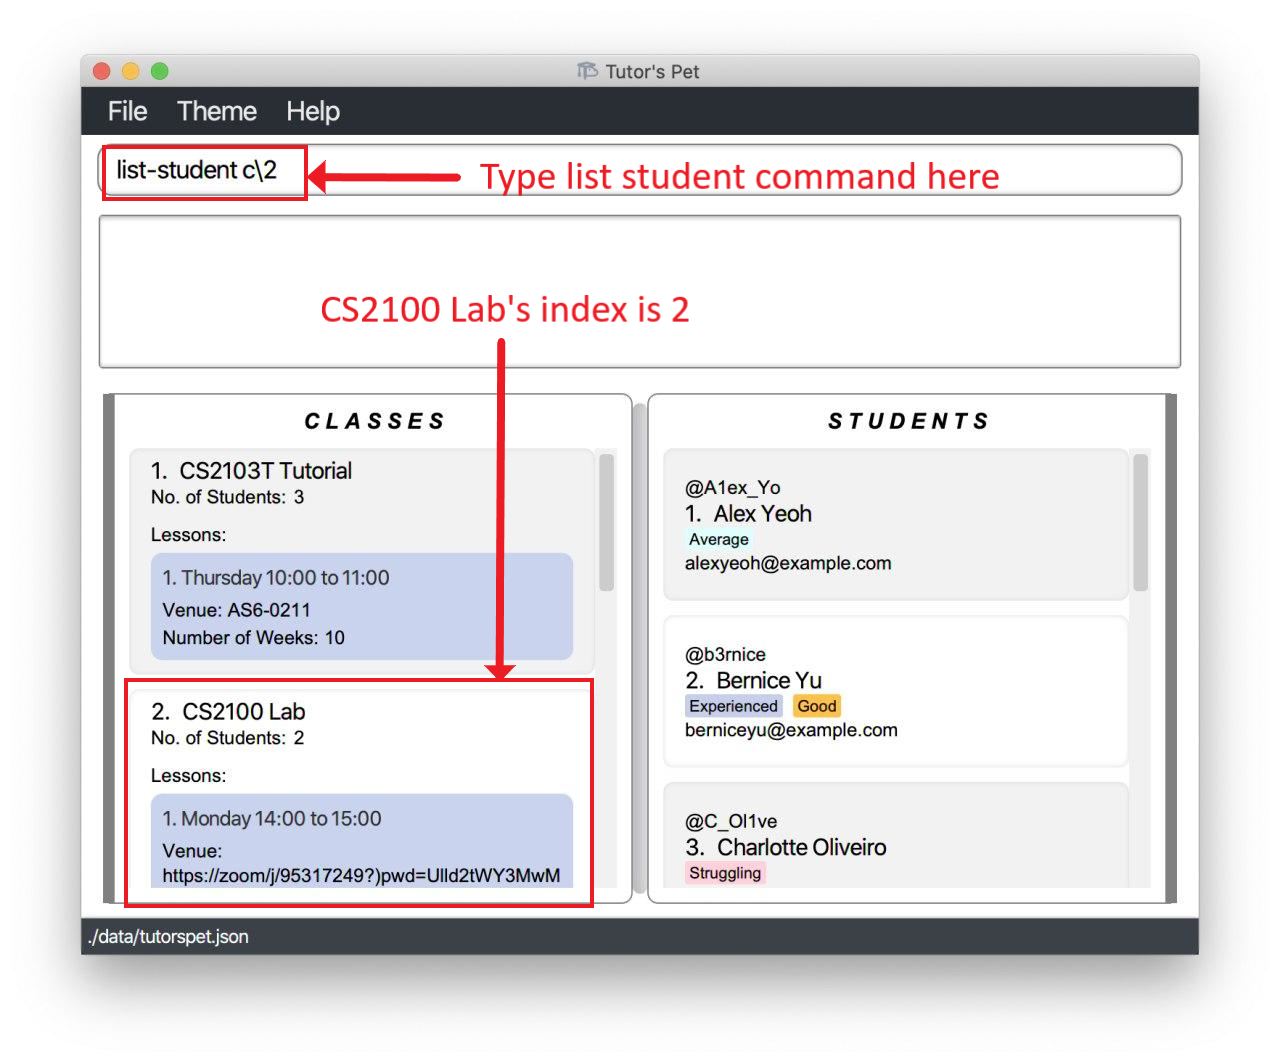 Tutor's Pet
File Theme Help
list-student c\2
Type list student command here
CS2100 Lab's index is 2
CLASSES
1. CS2103T Tutorial
No. of Students: 3
Lessons:
1. Thursday 10:00 to 11:00
Venue: AS6-0211
Number of Weeks: 10
2. CS2100 Lab
No. of Students: 2
Lessons:
1. Monday 14:00 to 15:00
Venue:
https://zoom/j/95317249?)pwd=UlId2tWY3MwM
STUDENTS
@A1ex_Yo
1. Alex Yeoh
Average
alexyeoh@example.com
@b3rnice
2. Bernice Yu
Experienced Good
berniceyu@example.com
@C_Ol1ve
3. Charlotte Oliveiro
Struggling
./data/tutorspet.json